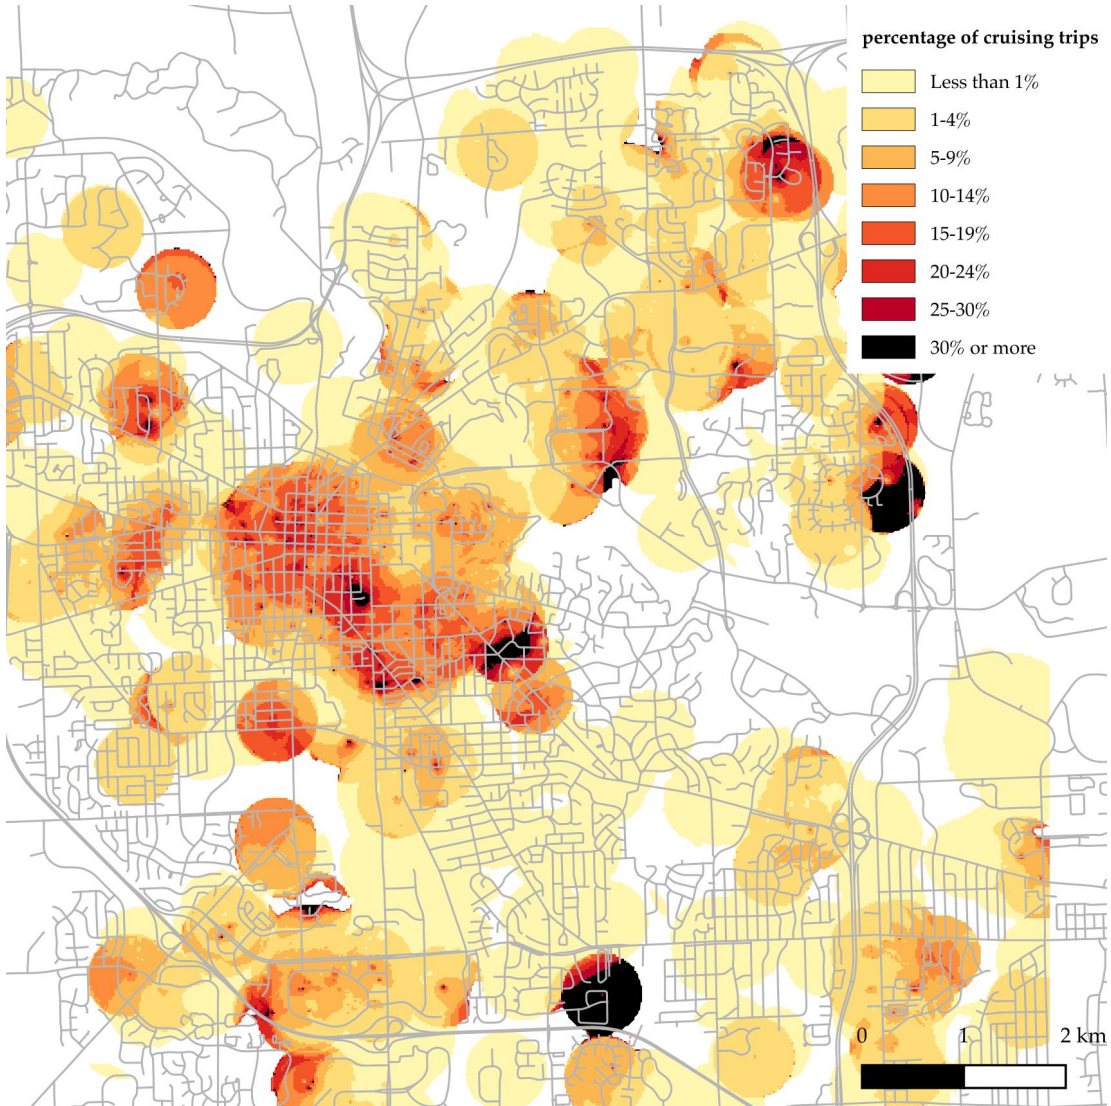 percentage of cruising trips
Less than 1%
1-4%
5-9%
10-14%
15-19%
20-24%
25-30%
30% or more
0 1 2 km